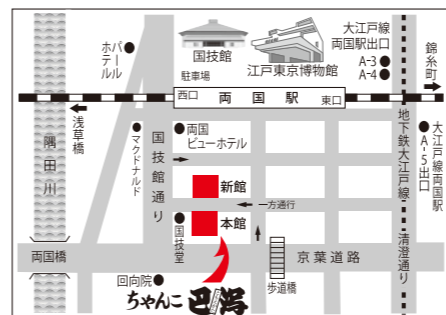 国技館
江戸東京博物館
大江戸線
両国駅出口
A-3
A-4
錦糸町
パール
ホテル
駐車場
西口
両国駅
東口
浅草橋
隅田川
マクドナルド
国技館通り
両国
ビューホテル
地下鉄大江戸線
大江戸線両国駅
A-5出口
新館
一方通行
本館
国技堂
清澄通り
両国橋
京葉道路
回向院
歩道橋
ちゃんこ
巴潟